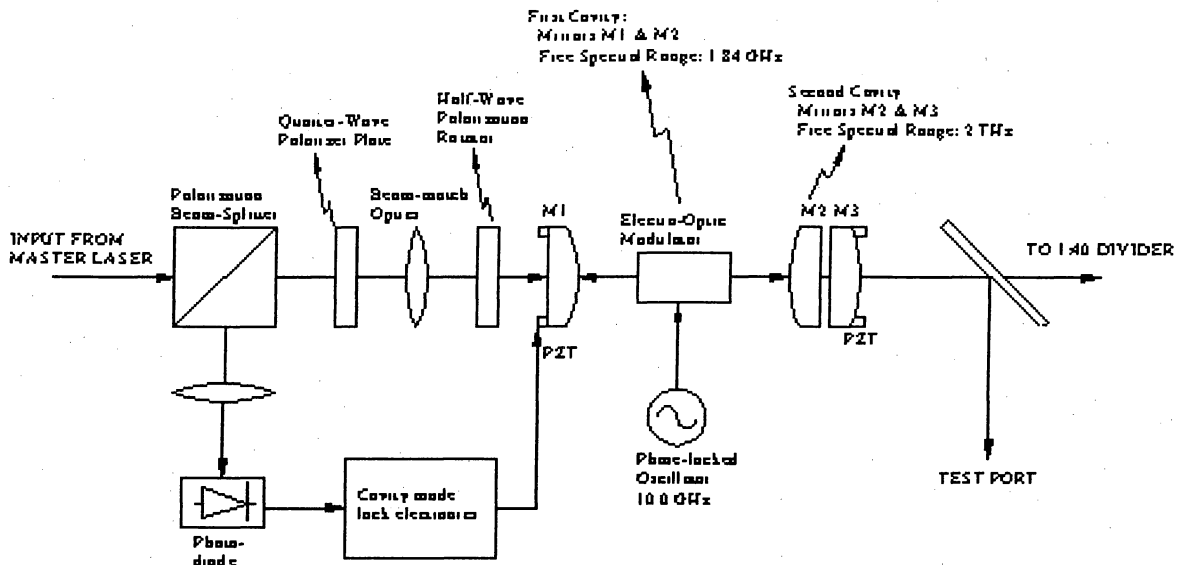 First Cavity:
Mirrors M1 & M2
Free Spectral Range: 1.84 GHz
Second Cavity
Mirrors M2 & M3
Free Spectral Range: 2 THz
Half-Wave
Polarization
Rotator
Quarter-Wave
Polarizer Plate
Polarization
Beam-Splitter
Beam-match
Optics
M1
Electro-Optic
Modulator
M2 M3
INPUT FROM
MASTER LASER
TO 1:40 DIVIDER
PZT
PZT
Phase-locked
Oscillator
GHz
TEST PORT
Cavity mode
lock electronics
Photo-
diode